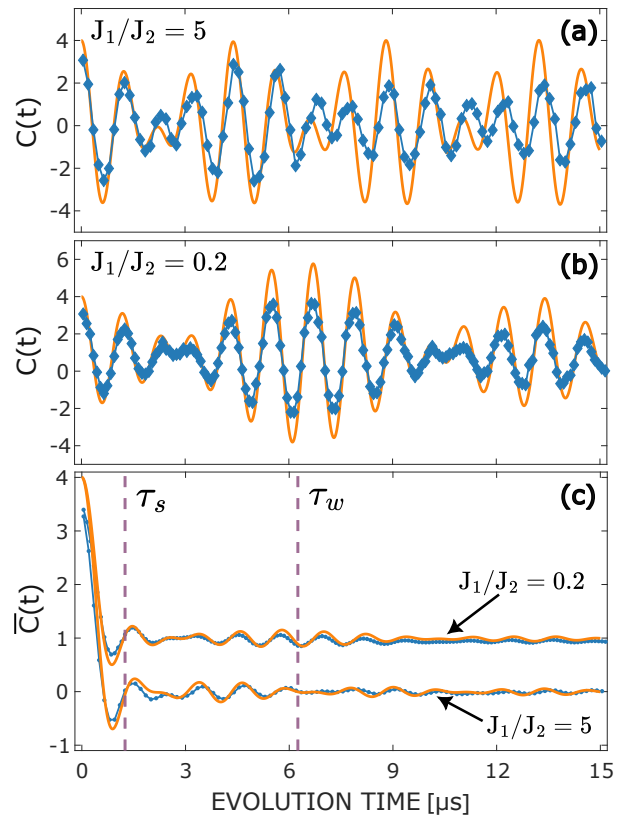 J₁/J₂ = 5
(a)
4
2
0
-2
-4
C(t)
J₁/J₂ = 0.2
(b)
6
4
2
0
-2
-4
C(t)
τₛ
τ_w
(c)
4
3
2
1
0
-1
C̅(t)
J₁/J₂ = 0.2
J₁/J₂ = 5
0 3 6 9 12 15
EVOLUTION TIME [μs]